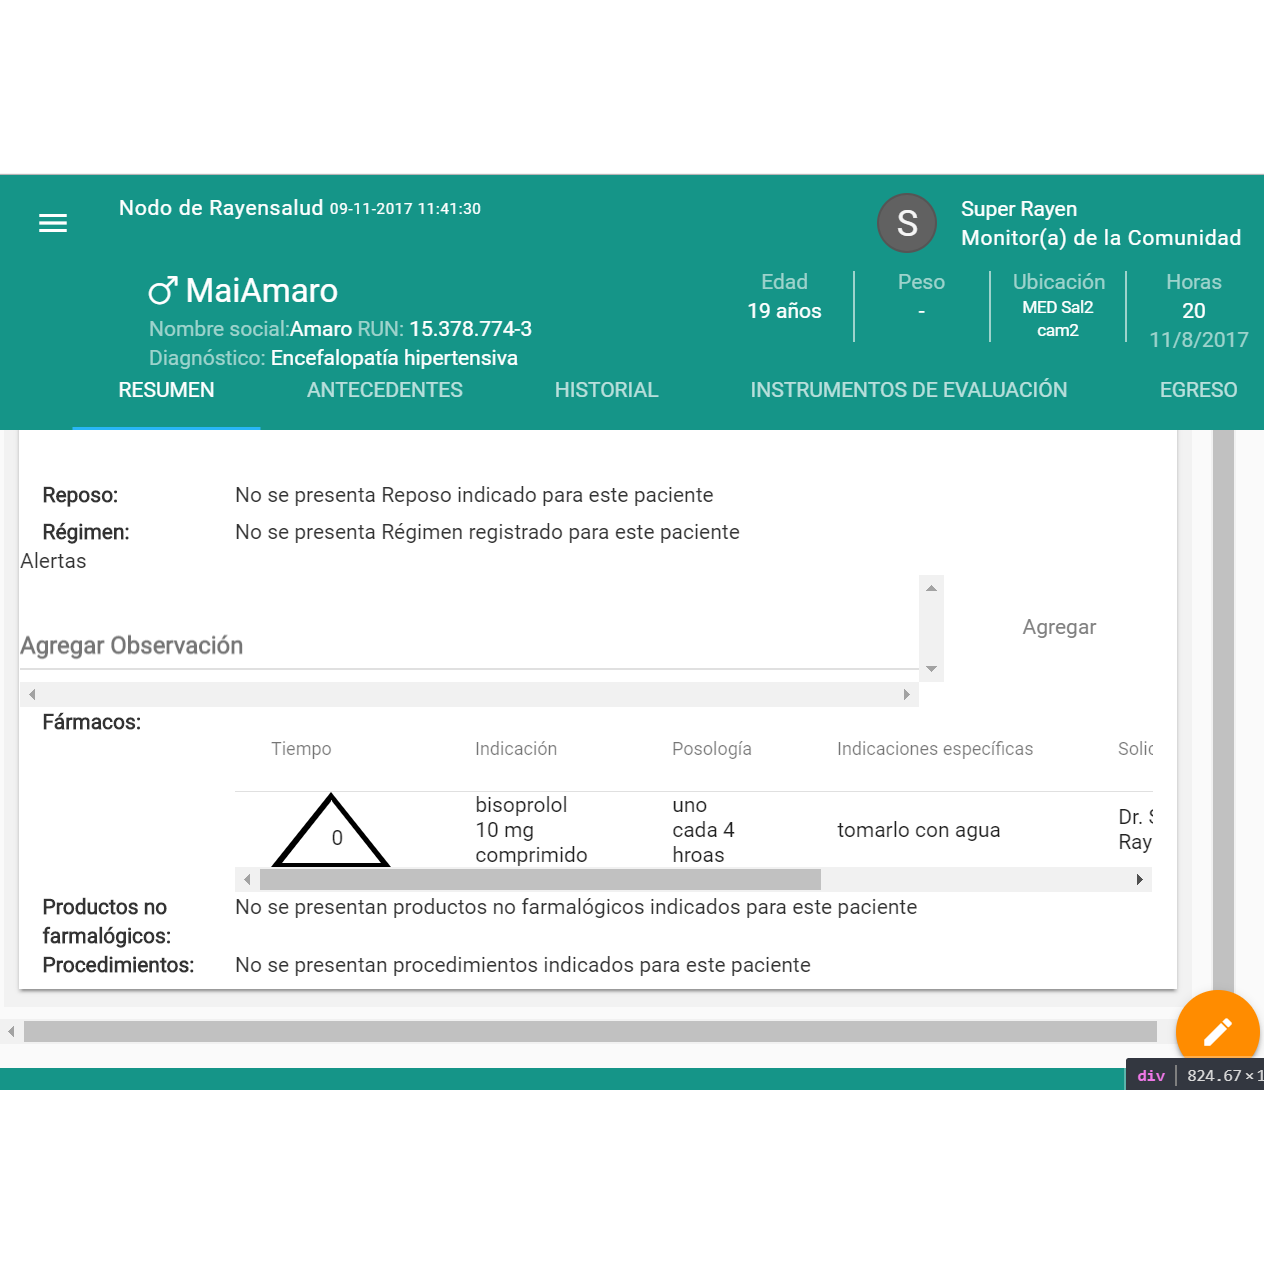 Nodo de Rayensalud 09-11-2017 11:41:30
S
Super Rayen
Monitor(a) de la Comunidad
MaiAmaro
Nombre social:Amaro RUN: 15.378.774-3
Diagnóstico: Encefalopatía hipertensiva
Edad
19 años
Peso
-
Ubicación
MED Sal2
cam2
Horas
20
11/8/2017
RESUMEN ANTECEDENTES HISTORIAL INSTRUMENTOS DE EVALUACIÓN EGRESO
Reposo: No se presenta Reposo indicado para este paciente
Régimen: No se presenta Régimen registrado para este paciente
Alertas
Agregar Observación
Agregar
Fármacos:
Tiempo Indicación Posología Indicaciones específicas Solic
0
bisoprolol
10 mg
comprimido
uno
cada 4
hroas
tomarlo con agua
Dr. S
Ray
Productos no
farmalógicos:
No se presentan productos no farmalógicos indicados para este paciente
Procedimientos: No se presentan procedimientos indicados para este paciente
div 824.67×1